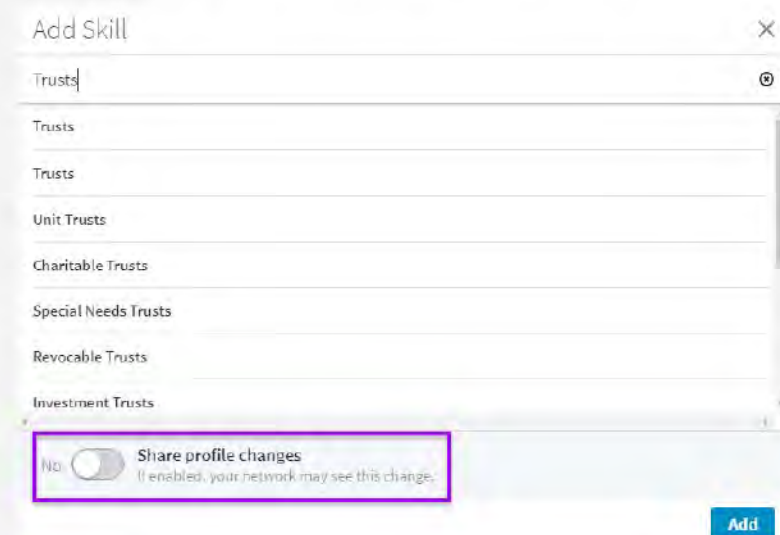 Add Skill
Trusts
Trusts
Trusts
Unit Trusts
Charitable Trusts
Special Needs Trusts
Revocable Trusts
Investment Trusts
No Share profile changes
If enabled, your network may see this change.
Add